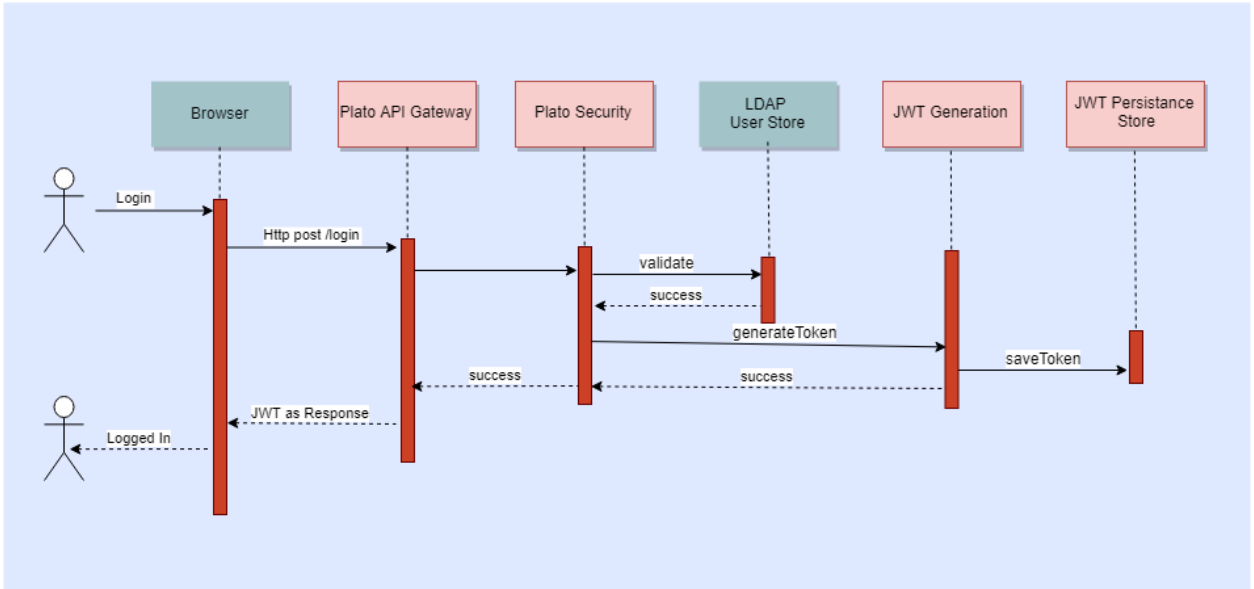 Browser
Plato API Gateway
Plato Security
LDAP
User Store
JWT Generation
JWT Persistance
Store
Login
Http post /login
validate
success
generateToken
saveToken
success
success
JWT as Response
Logged In